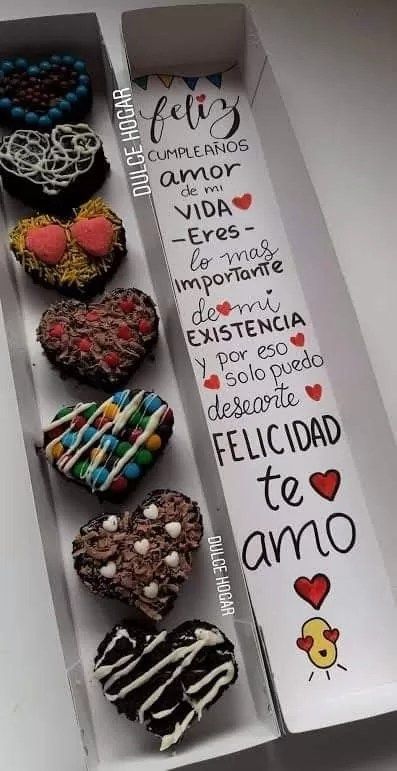 feliz
CUMPLEAÑOS
amor
de mi
VIDA
-Eres-
lo mas
IMPORTANTE
de mi
EXISTENCIA
y por eso
solo puedo
desearte
FELICIDAD
te
amo
DULCE HOGAR
DULCE HOGAR